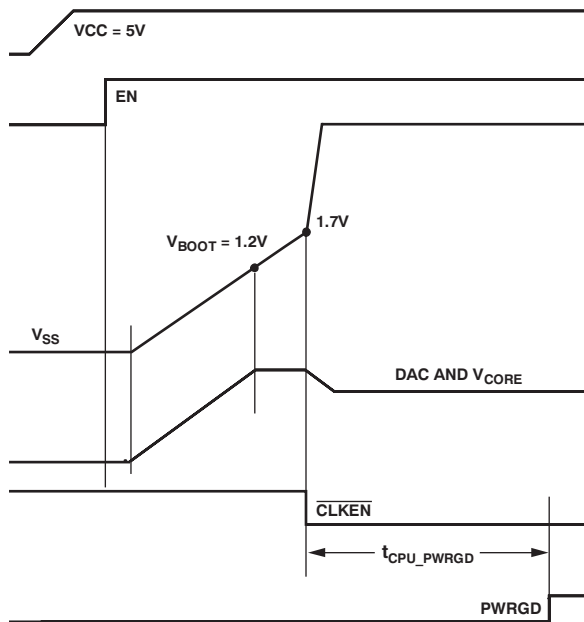 VCC = 5V
EN
1.7V
VBOOT = 1.2V
VSS
DAC AND VCORE
CLKEN
tCPU_PWRGD
PWRGD